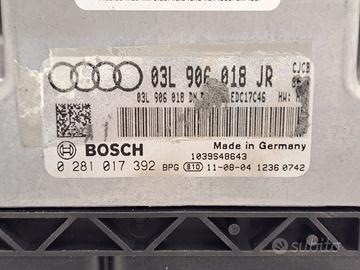 03L 906 018 JR CJCB
03L 906 018 DN EDC17C46 HW:
BOSCH Made in Germany
1039S48643
0 281 017 392 BPG 810 11-08-04 1236 0742
subito